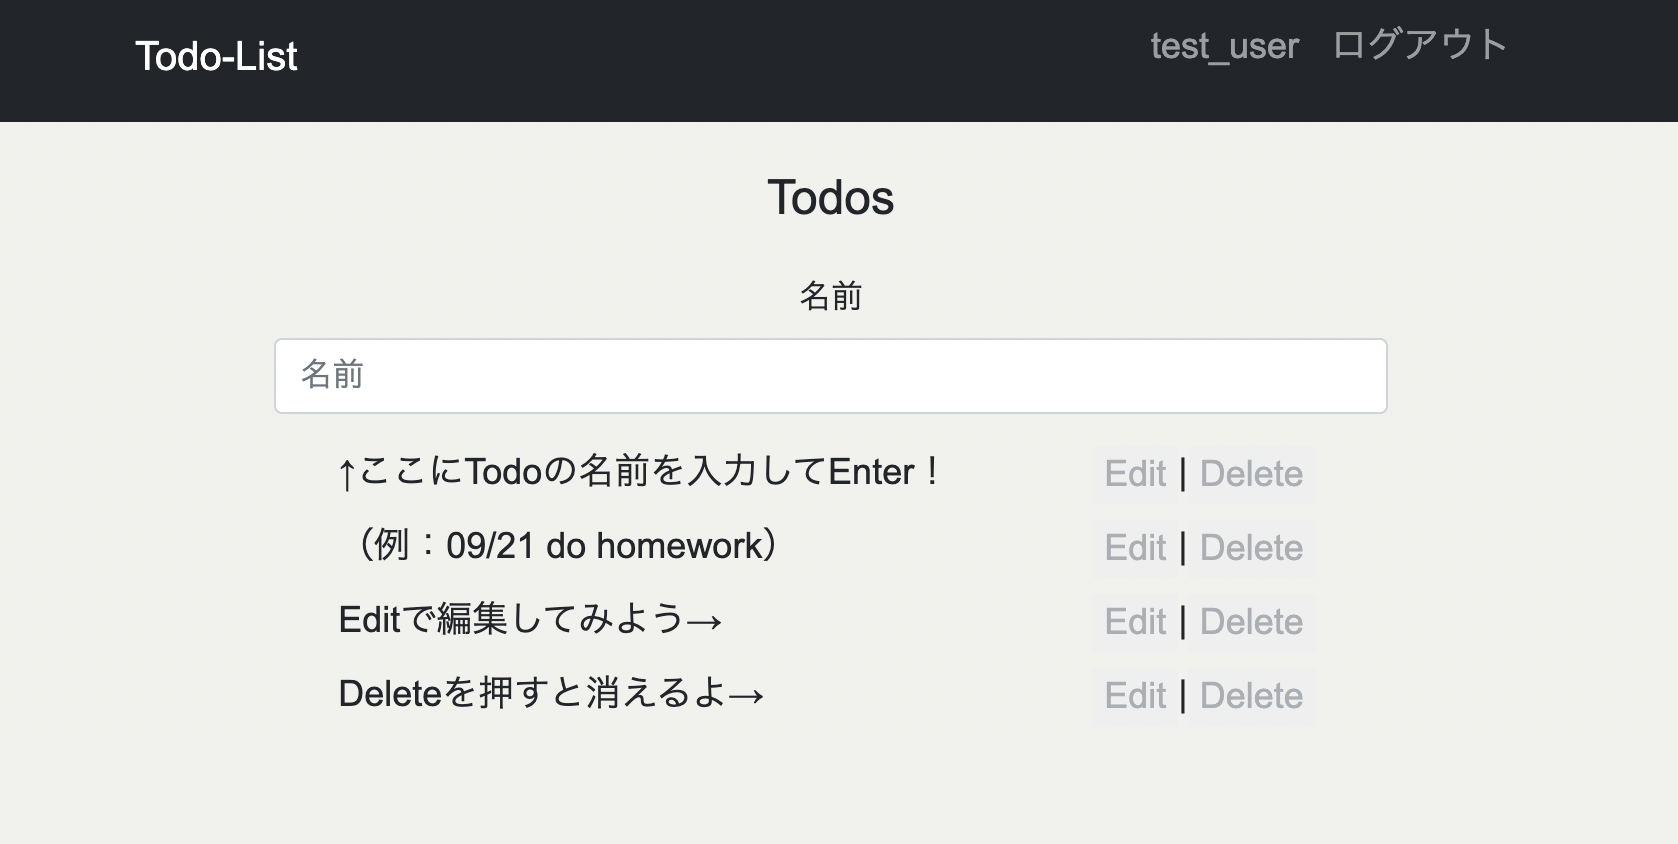 Todo-List test_user ログアウト
Todos
名前
名前
↑ここにTodoの名前を入力してEnter！ Edit | Delete
（例：09/21 do homework） Edit | Delete
Editで編集してみよう→ Edit | Delete
Deleteを押すと消えるよ→ Edit | Delete